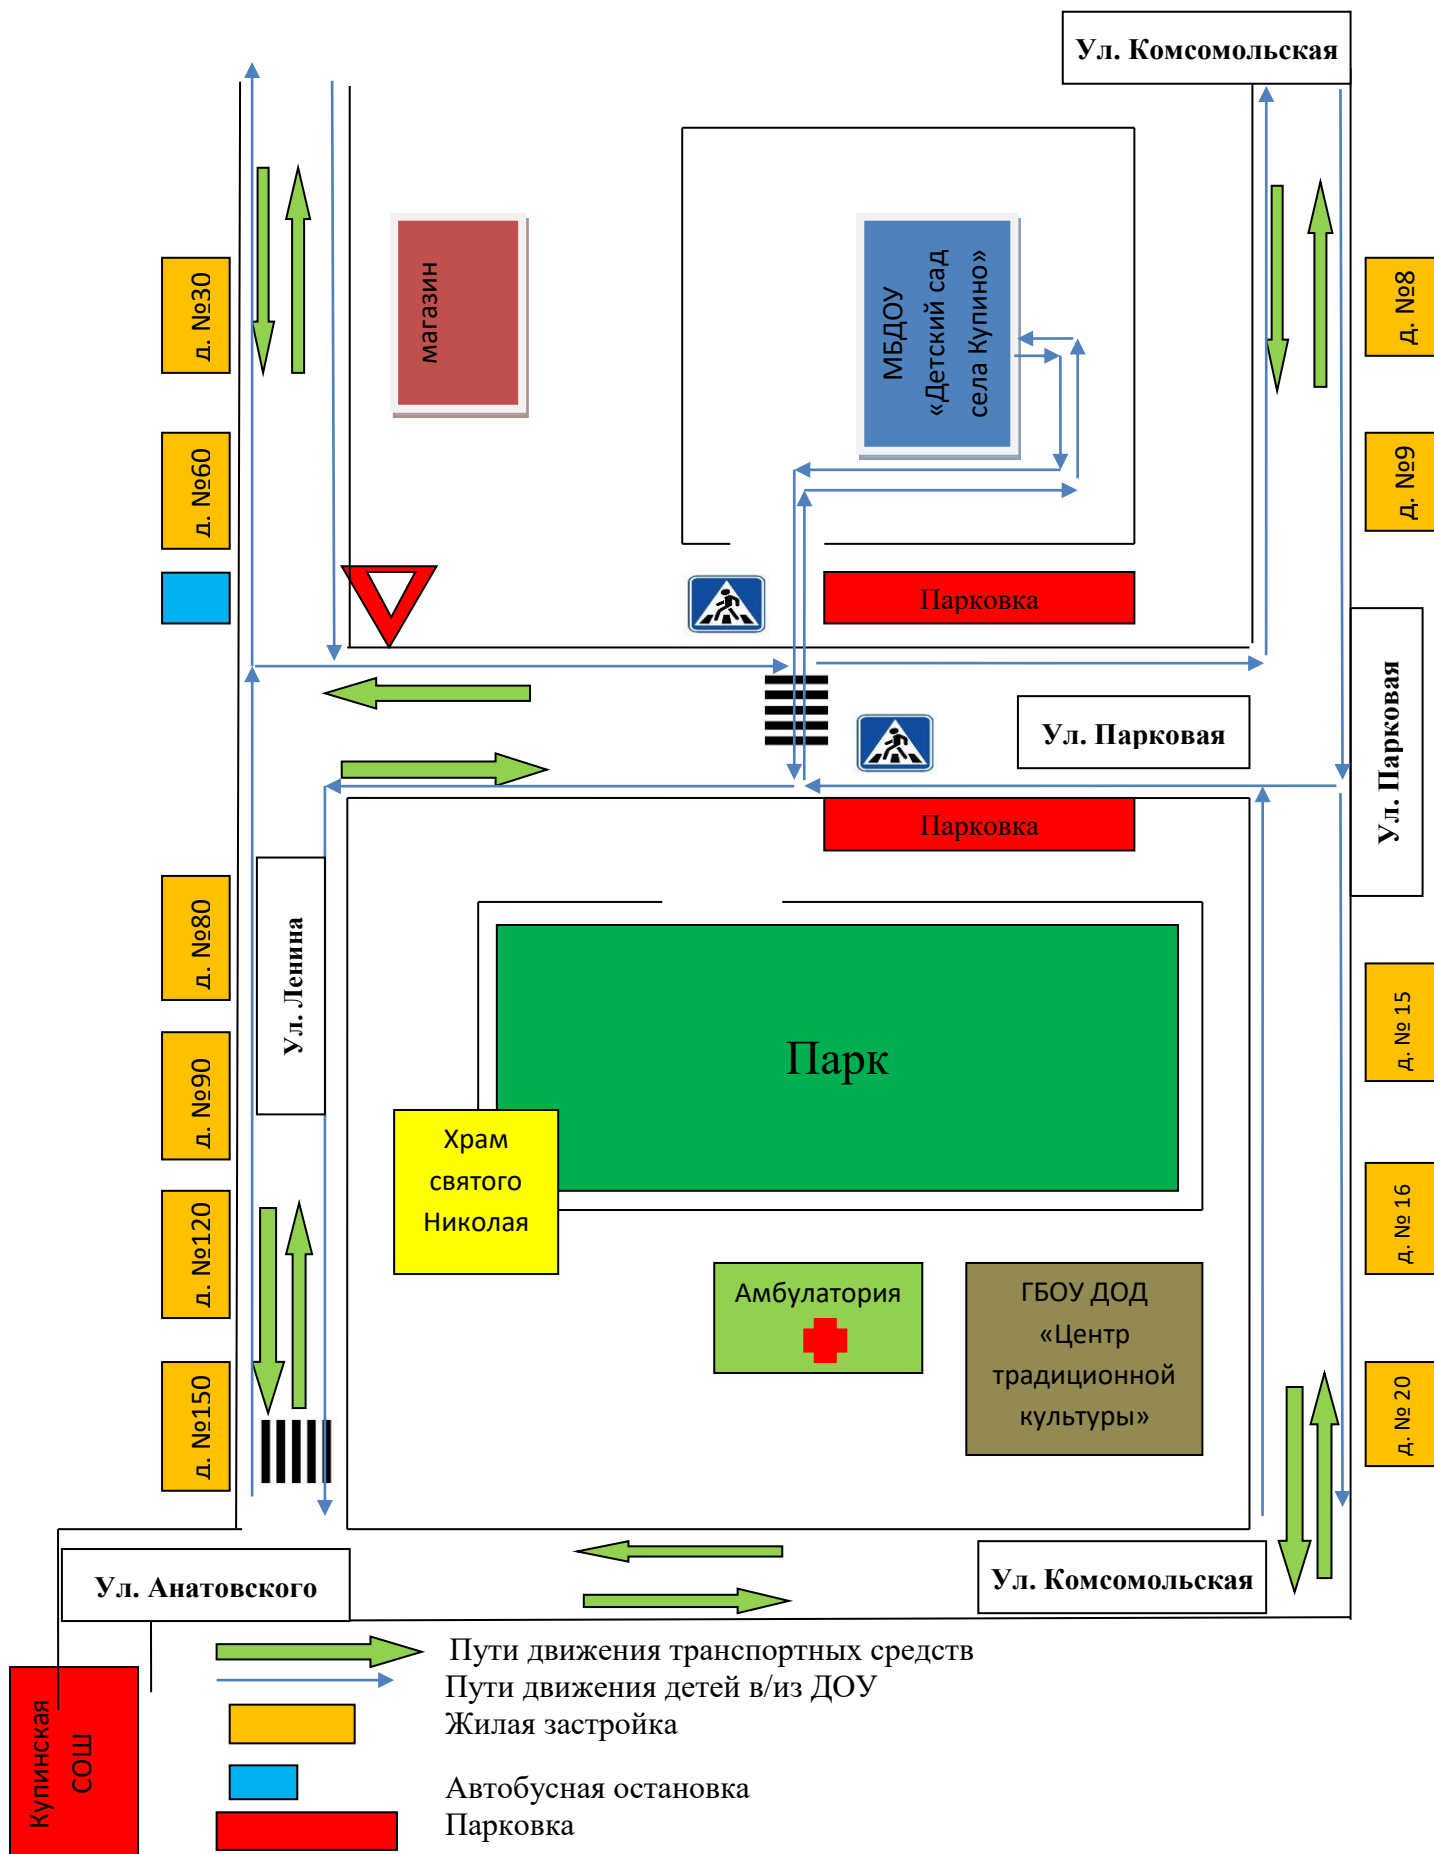 Ул. Комсомольская
д. №30
магазин
МБДОУ
«Детский сад
села Купино»
д. №8
д. №60
д. №9
Парковка
Ул. Парковая
Ул. Парковая
Парковка
д. №80
Ул. Ленина
д. № 15
Парк
д. №90
Храм
святого
Николая
д. №120
д. № 16
Амбулатория
ГБОУ ДОД
«Центр
традиционной
культуры»
д. №150
д. № 20
Ул. Анатовского
Ул. Комсомольская
Пути движения транспортных средств
Пути движения детей в/из ДОУ
Жилая застройка
Автобусная остановка
Парковка
Купинская
СОШ